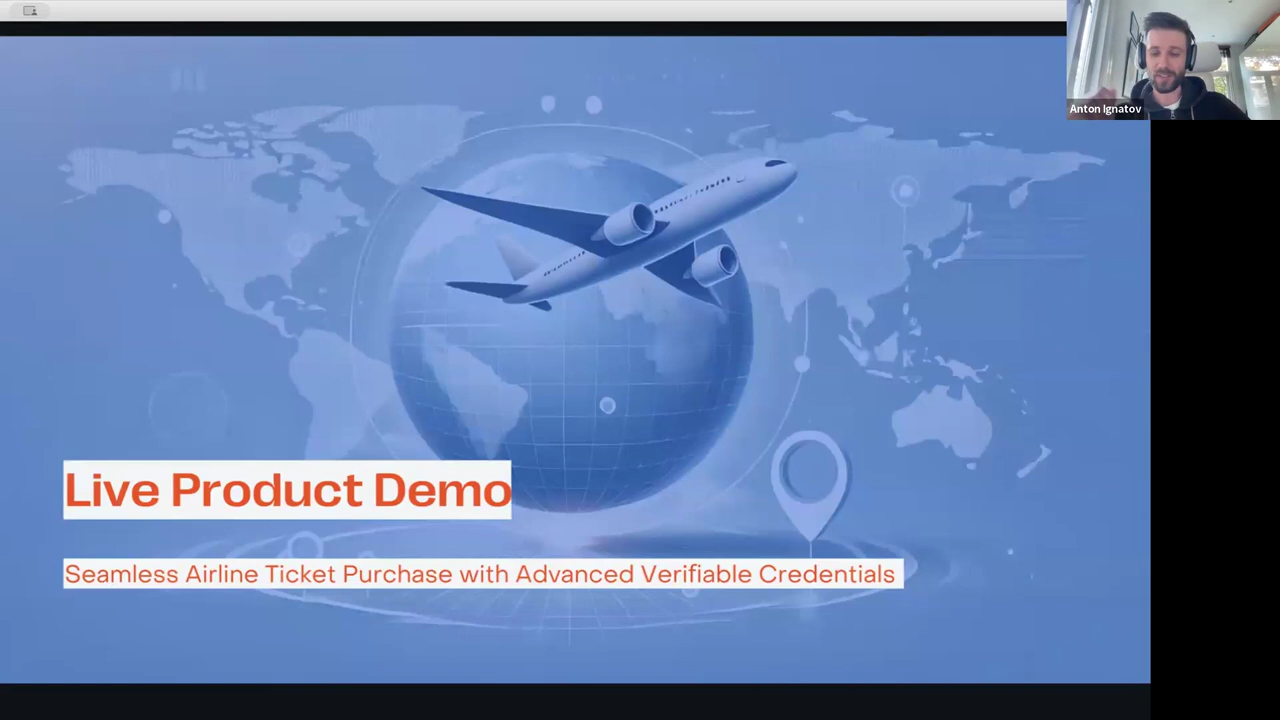 Anton Ignatov
Live Product Demo
Seamless Airline Ticket Purchase with Advanced Verifiable Credentials